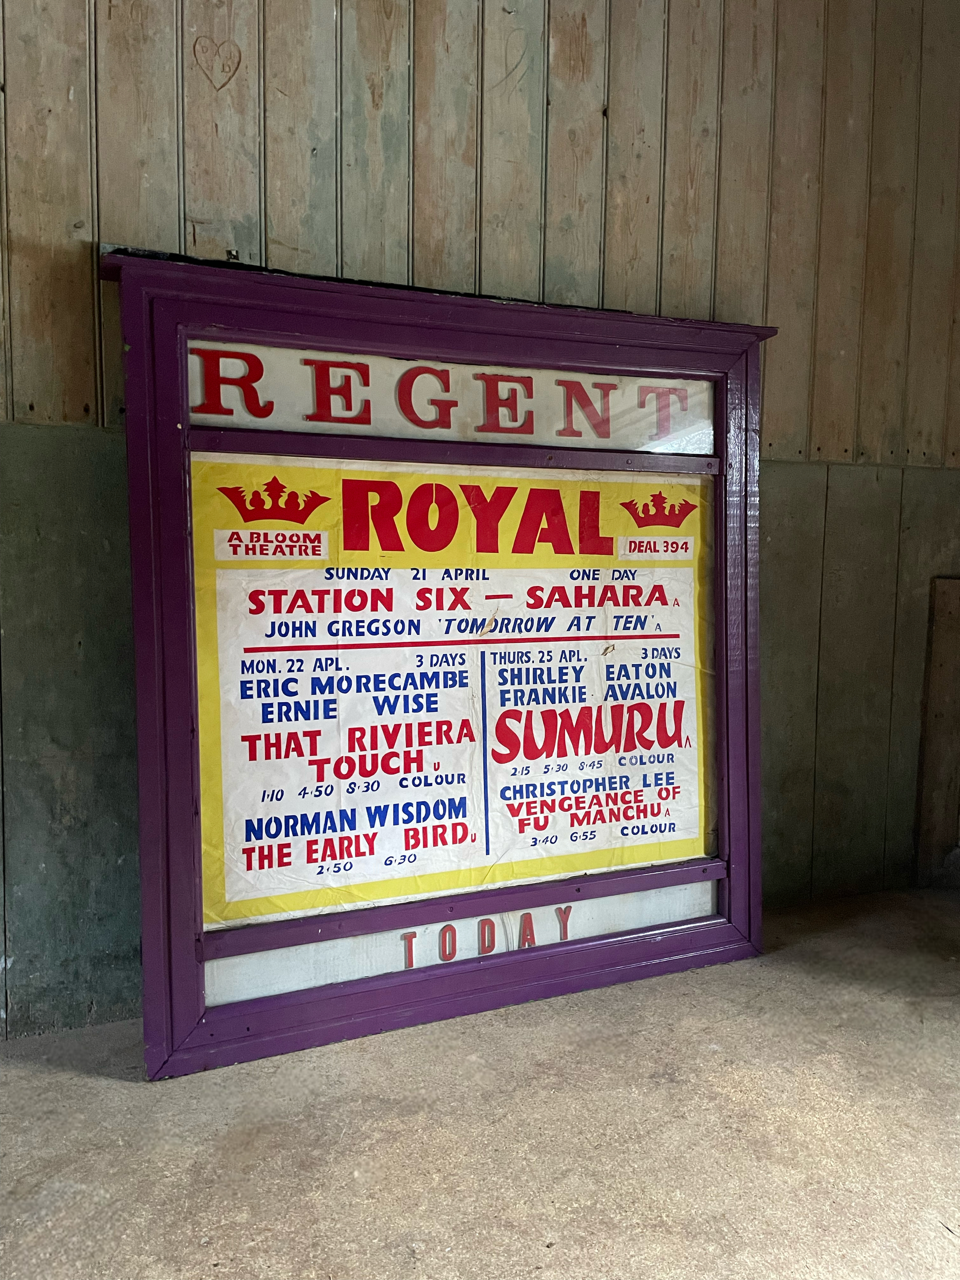 REGENT
A BLOOM
THEATRE
ROYAL
DEAL 394
SUNDAY 21 APRIL ONE DAY
STATION SIX — SAHARA A
JOHN GREGSON 'TOMORROW AT TEN' A
MON. 22 APL. 3 DAYS
ERIC MORECAMBE
ERNIE WISE
THAT RIVIERA
TOUCH U
1·10 4·50 8·30 COLOUR
NORMAN WISDOM
THE EARLY BIRD U
2·50 6·30
THURS. 25 APL. 3 DAYS
SHIRLEY EATON
FRANKIE AVALON
SUMURU A
2·15 5·30 8·45 COLOUR
CHRISTOPHER LEE
VENGEANCE OF
FU MANCHU A
3·40 6·55 COLOUR
TODAY